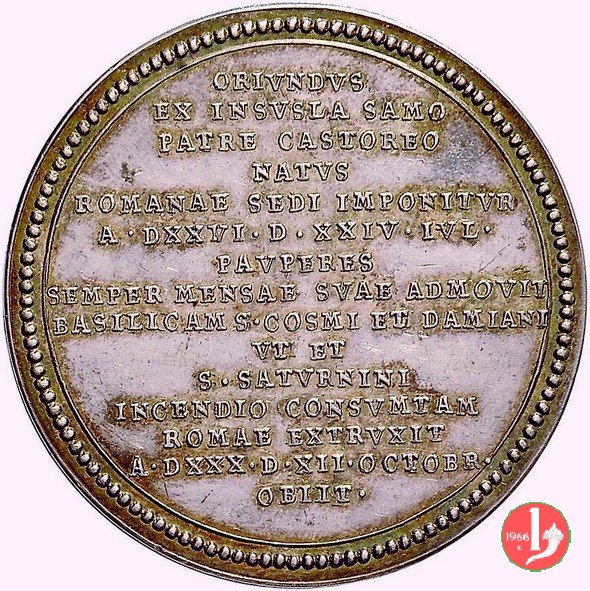 ORIVNDVS
EX INSVSLA SAMO
PATRE CASTOREO
NATVS
ROMANAE SEDI IMPONITVR
A · DXXVI · D · XXIV · IVL ·
PAVPERES
SEMPER MENSAE SVAE ADMOVIT
BASILICAM S · COSMI ET · DAMIANI
VTI ET
S · SATVRNINI
INCENDIO CONSVMTAM
ROMAE EXTRVXIT
A · DXXX · D · XII · OCTOBR ·
OBIIT ·
1966
R